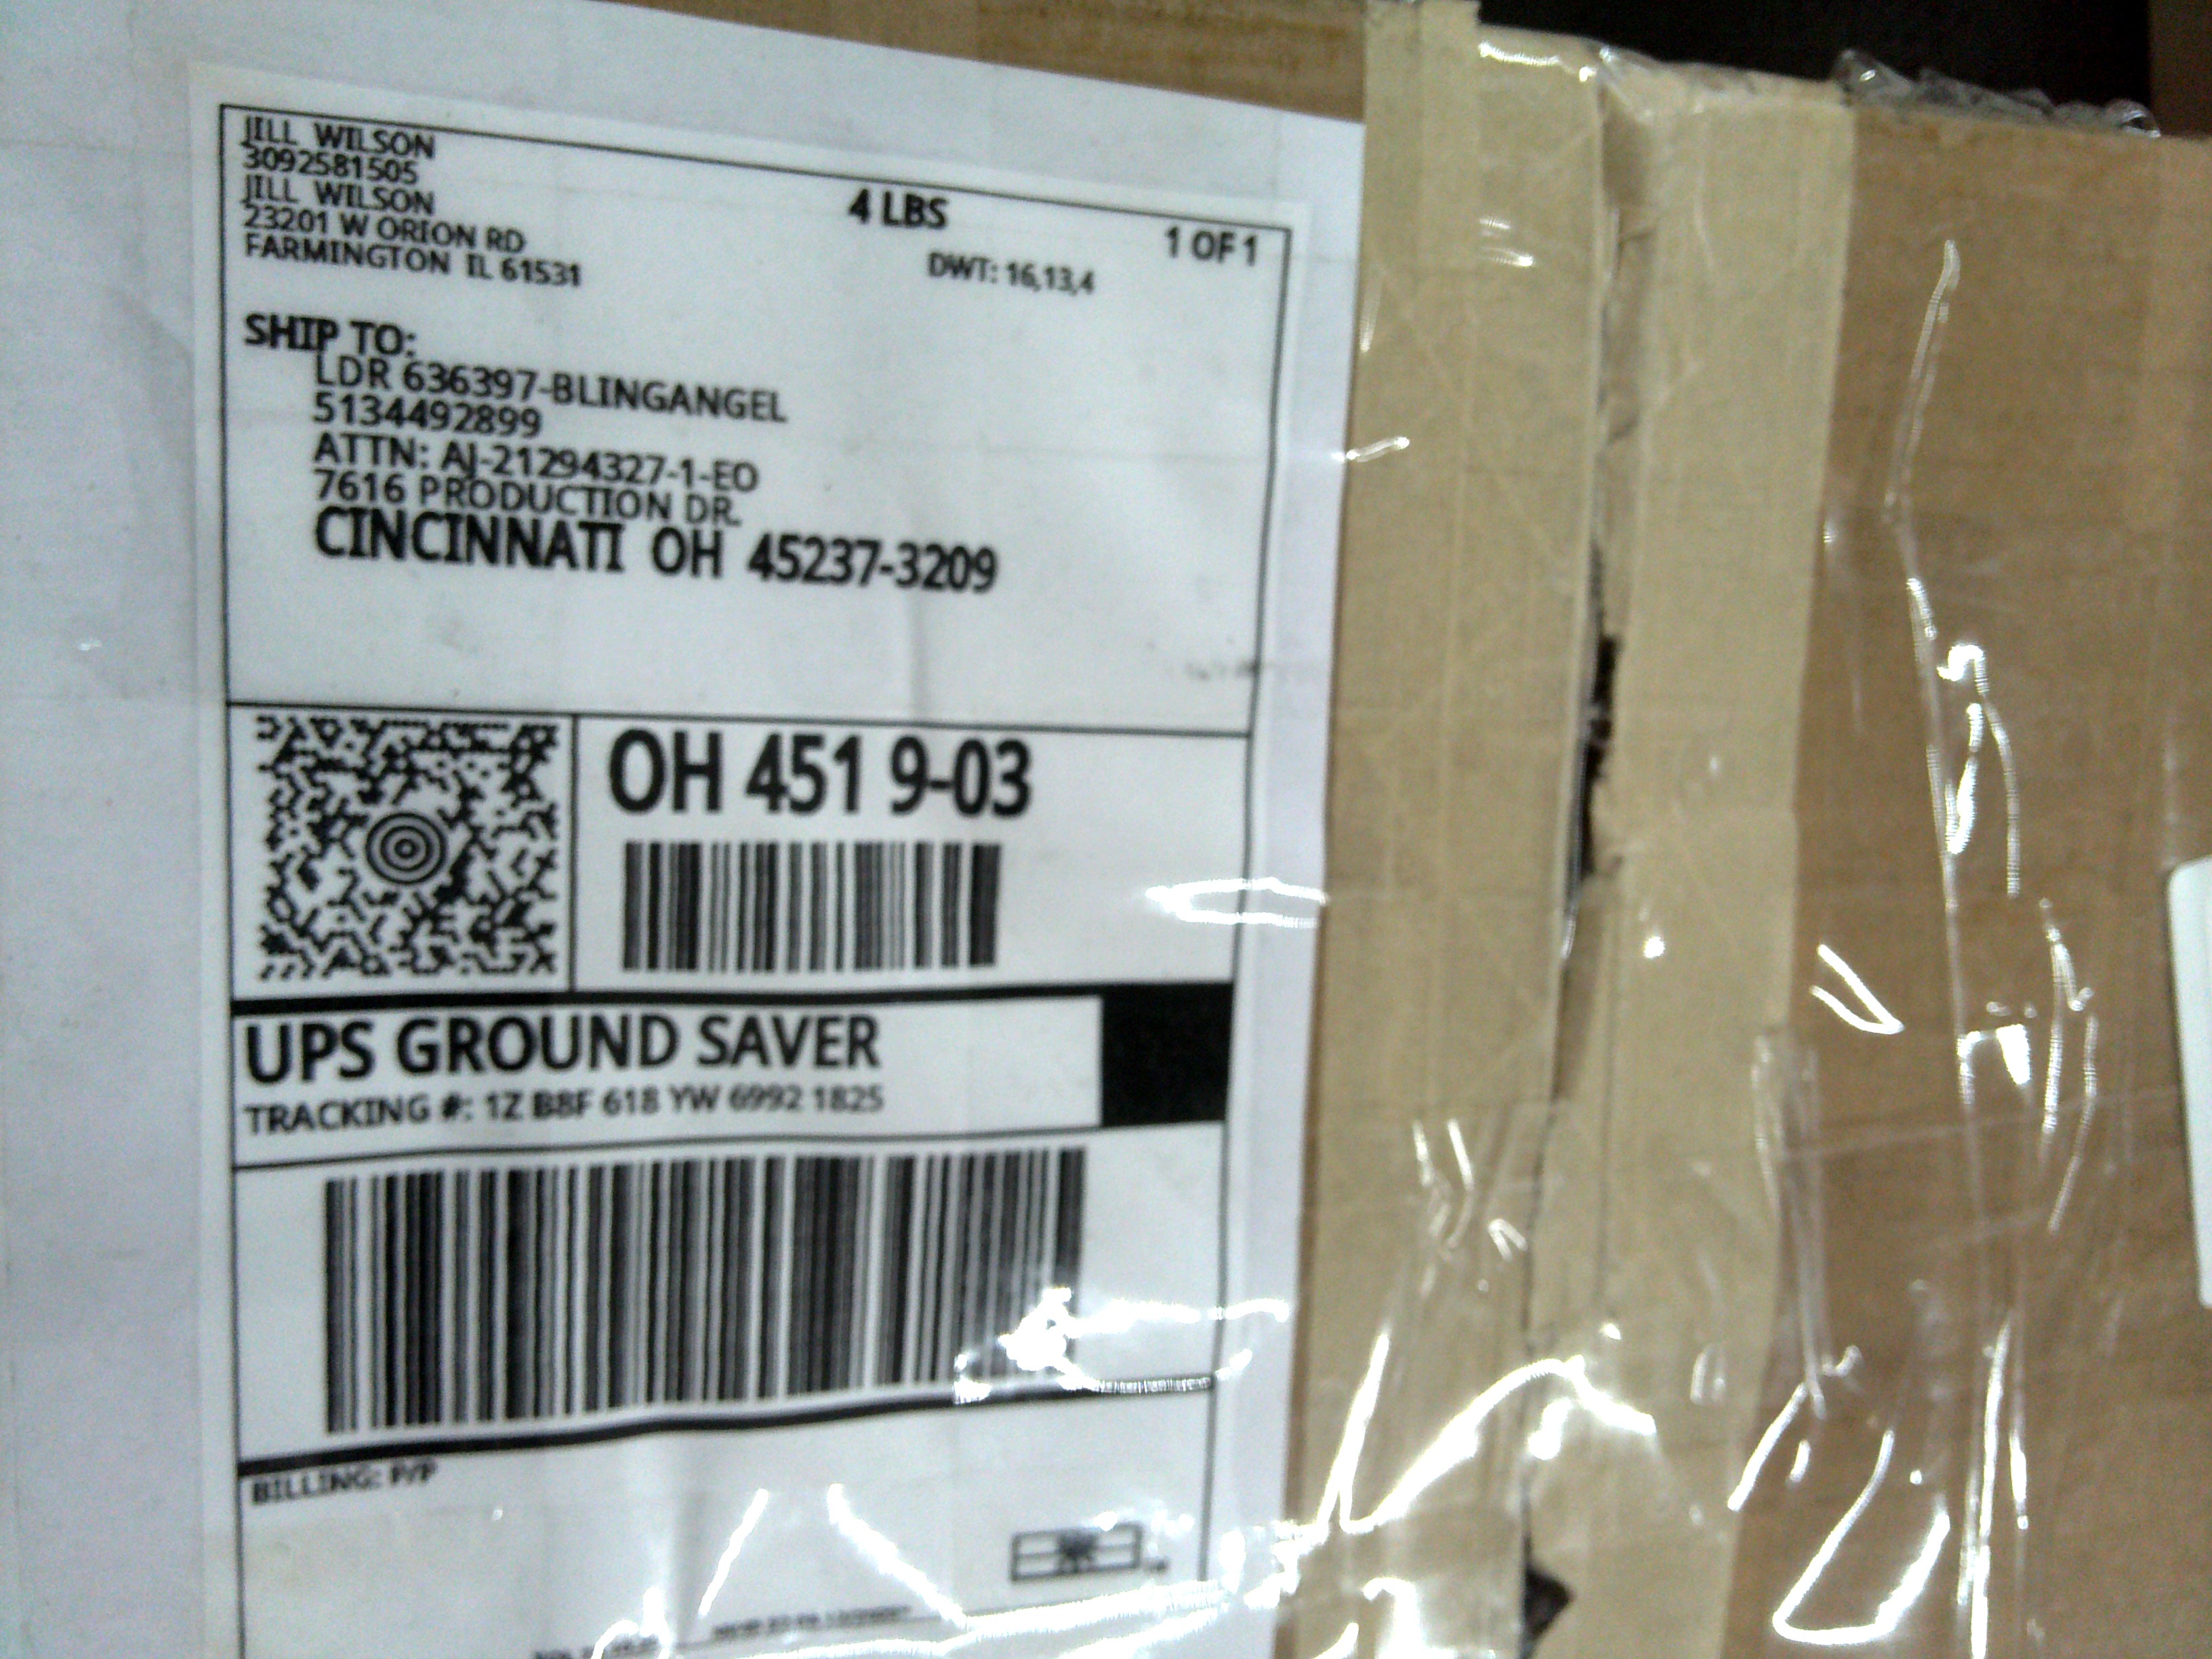 JILL WILSON
3092581505
JILL WILSON
23201 W ORION RD
FARMINGTON IL 61531
4 LBS
1 OF 1
DWT: 16,13,4
SHIP TO:
LDR 636397-BLINGANGEL
5134492899
ATTN: AJ-21294327-1-EO
7616 PRODUCTION DR.
CINCINNATI OH 45237-3209
OH 451 9-03
UPS GROUND SAVER
TRACKING #: 1Z B8F 618 YW 6992 1825
BILLING: P/P